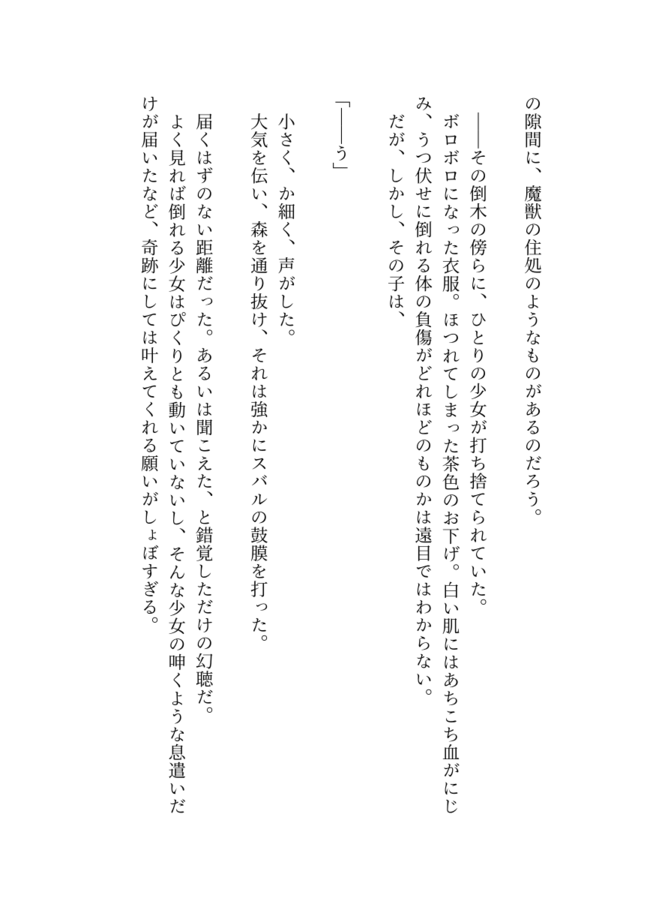 の隙間に、魔獣の住処のようなものがあるのだろう。
――その倒木の傍らに、ひとりの少女が打ち捨てられていた。
ボロボロになった衣服。ほつれてしまった茶色のお下げ。白い肌にはあちこち血がにじ
み、うつ伏せに倒れる体の負傷がどれほどのものかは遠目ではわからない。
だが、しかし、その子は、
「――う」
小さく、か細く、声がした。
大気を伝い、森を通り抜け、それは強かにスバルの鼓膜を打った。
届くはずのない距離だった。あるいは聞こえた、と錯覚しただけの幻聴だ。
よく見れば倒れる少女はぴくりとも動いていないし、そんな少女の呻くような息遣いだ
けが届いたなど、奇跡にしては叶えてくれる願いがしょぼすぎる。